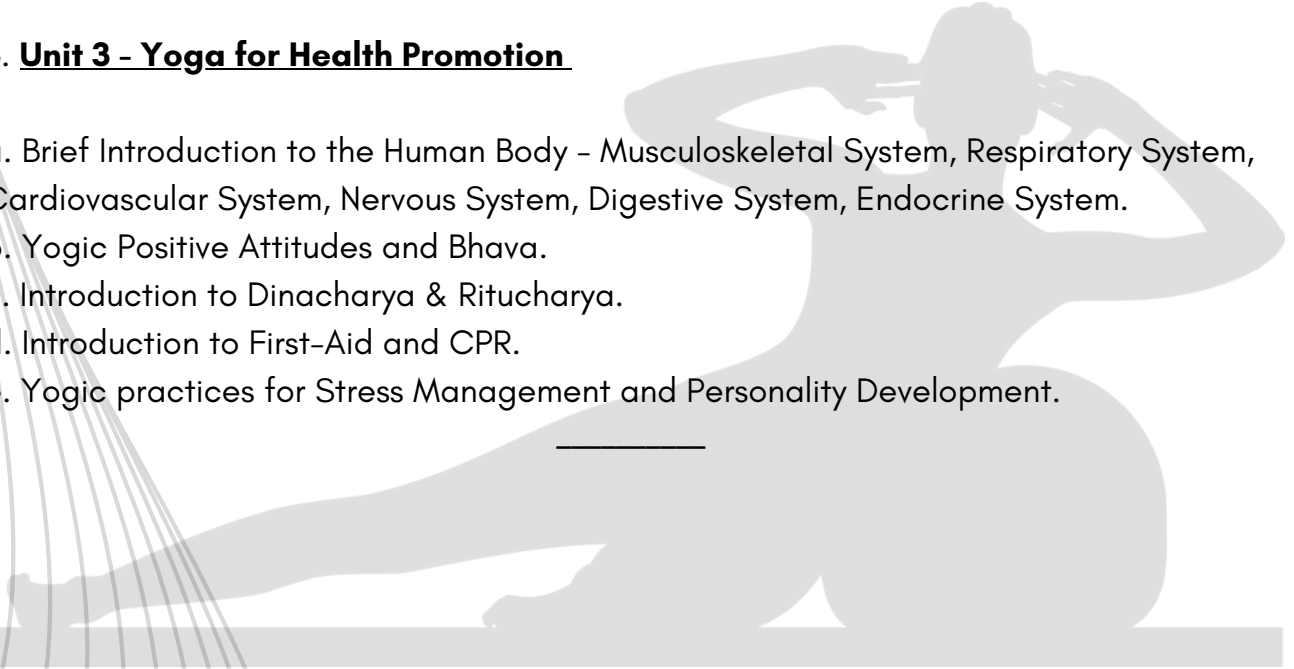 . Unit 3 - Yoga for Health Promotion
. Brief Introduction to the Human Body - Musculoskeletal System, Respiratory System,
Cardiovascular System, Nervous System, Digestive System, Endocrine System.
. Yogic Positive Attitudes and Bhava.
. Introduction to Dinacharya & Ritucharya.
. Introduction to First-Aid and CPR.
. Yogic practices for Stress Management and Personality Development.